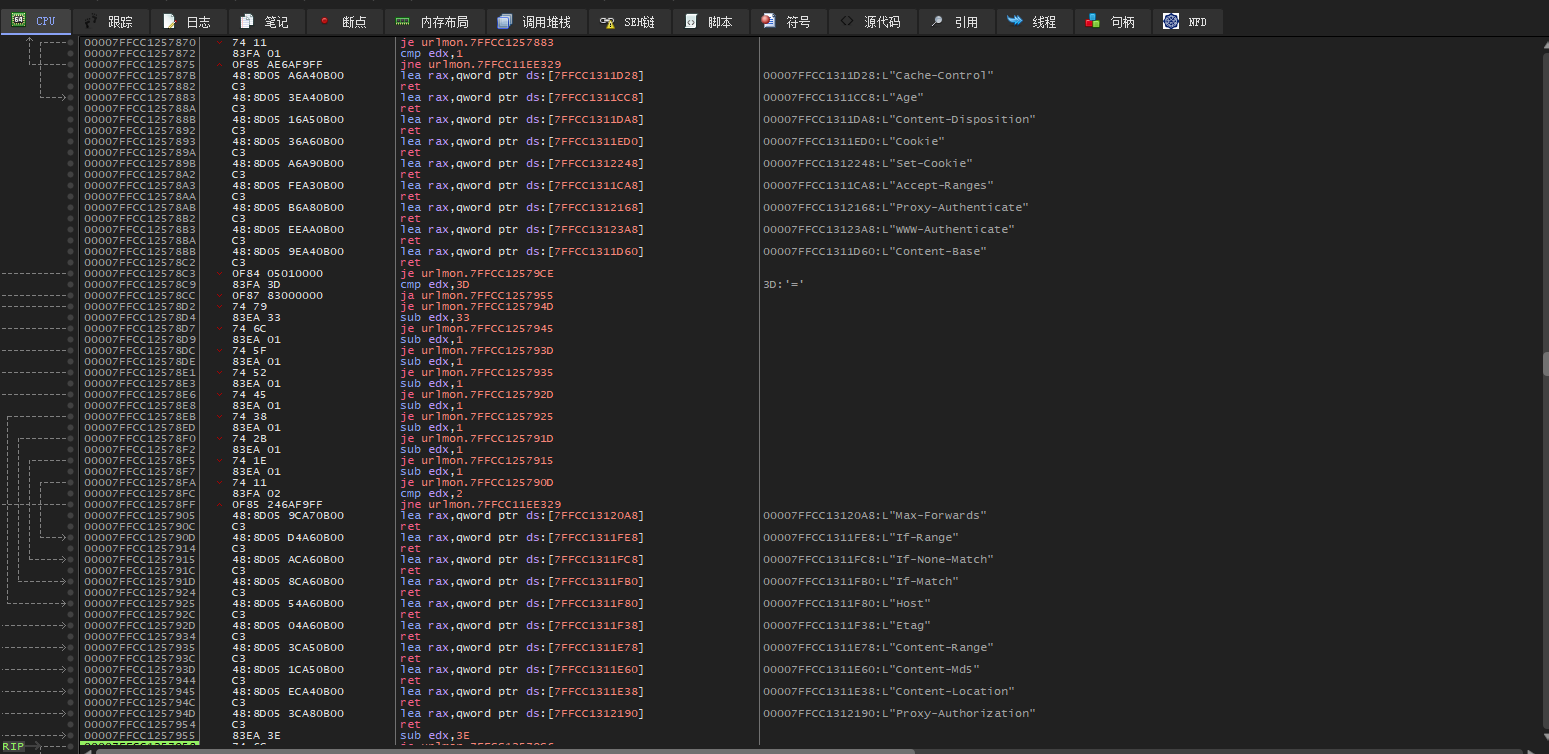 CPU 跟踪 日志 笔记 断点 内存布局 调用堆栈 SEH链 脚本 符号 源代码 引用 线程 句柄 NFD
00007FFCC1257870 74 11 je urlmon.7FFCC1257883
00007FFCC1257872 83FA 01 cmp edx,1
00007FFCC1257875 0F85 AE6AF9FF jne urlmon.7FFCC11EE329
00007FFCC125787B 48:8D05 A6A40B00 lea rax,qword ptr ds:[7FFCC1311D28] 00007FFCC1311D28:L"Cache-Control"
00007FFCC1257882 C3 ret
00007FFCC1257883 48:8D05 3EA40B00 lea rax,qword ptr ds:[7FFCC1311CC8] 00007FFCC1311CC8:L"Age"
00007FFCC125788A C3 ret
00007FFCC125788B 48:8D05 16A50B00 lea rax,qword ptr ds:[7FFCC1311DA8] 00007FFCC1311DA8:L"Content-Disposition"
00007FFCC1257892 C3 ret
00007FFCC1257893 48:8D05 36A60B00 lea rax,qword ptr ds:[7FFCC1311ED0] 00007FFCC1311ED0:L"Cookie"
00007FFCC125789A C3 ret
00007FFCC125789B 48:8D05 A6A90B00 lea rax,qword ptr ds:[7FFCC1312248] 00007FFCC1312248:L"Set-Cookie"
00007FFCC12578A2 C3 ret
00007FFCC12578A3 48:8D05 FEA30B00 lea rax,qword ptr ds:[7FFCC1311CA8] 00007FFCC1311CA8:L"Accept-Ranges"
00007FFCC12578AA C3 ret
00007FFCC12578AB 48:8D05 B6A80B00 lea rax,qword ptr ds:[7FFCC1312168] 00007FFCC1312168:L"Proxy-Authenticate"
00007FFCC12578B2 C3 ret
00007FFCC12578B3 48:8D05 EEAA0B00 lea rax,qword ptr ds:[7FFCC13123A8] 00007FFCC13123A8:L"WWW-Authenticate"
00007FFCC12578BA C3 ret
00007FFCC12578BB 48:8D05 9EA40B00 lea rax,qword ptr ds:[7FFCC1311D60] 00007FFCC1311D60:L"Content-Base"
00007FFCC12578C2 C3 ret
00007FFCC12578C3 0F84 05010000 je urlmon.7FFCC12579CE
00007FFCC12578C9 83FA 3D cmp edx,3D 3D:'='
00007FFCC12578CC 0F87 83000000 ja urlmon.7FFCC1257955
00007FFCC12578D2 74 79 je urlmon.7FFCC125794D
00007FFCC12578D4 83EA 33 sub edx,33
00007FFCC12578D7 74 6C je urlmon.7FFCC1257945
00007FFCC12578D9 83EA 01 sub edx,1
00007FFCC12578DC 74 5F je urlmon.7FFCC125793D
00007FFCC12578DE 83EA 01 sub edx,1
00007FFCC12578E1 74 52 je urlmon.7FFCC1257935
00007FFCC12578E3 83EA 01 sub edx,1
00007FFCC12578E6 74 45 je urlmon.7FFCC125792D
00007FFCC12578E8 83EA 01 sub edx,1
00007FFCC12578EB 74 38 je urlmon.7FFCC1257925
00007FFCC12578ED 83EA 01 sub edx,1
00007FFCC12578F0 74 2B je urlmon.7FFCC125791D
00007FFCC12578F2 83EA 01 sub edx,1
00007FFCC12578F5 74 1E je urlmon.7FFCC1257915
00007FFCC12578F7 83EA 01 sub edx,1
00007FFCC12578FA 74 11 je urlmon.7FFCC125790D
00007FFCC12578FC 83FA 02 cmp edx,2
00007FFCC12578FF 0F85 246AF9FF jne urlmon.7FFCC11EE329
00007FFCC1257905 48:8D05 9CA70B00 lea rax,qword ptr ds:[7FFCC13120A8] 00007FFCC13120A8:L"Max-Forwards"
00007FFCC125790C C3 ret
00007FFCC125790D 48:8D05 D4A60B00 lea rax,qword ptr ds:[7FFCC1311FE8] 00007FFCC1311FE8:L"If-Range"
00007FFCC1257914 C3 ret
00007FFCC1257915 48:8D05 ACA60B00 lea rax,qword ptr ds:[7FFCC1311FC8] 00007FFCC1311FC8:L"If-None-Match"
00007FFCC125791C C3 ret
00007FFCC125791D 48:8D05 8CA60B00 lea rax,qword ptr ds:[7FFCC1311FB0] 00007FFCC1311FB0:L"If-Match"
00007FFCC1257924 C3 ret
00007FFCC1257925 48:8D05 54A60B00 lea rax,qword ptr ds:[7FFCC1311F80] 00007FFCC1311F80:L"Host"
00007FFCC125792C C3 ret
00007FFCC125792D 48:8D05 04A60B00 lea rax,qword ptr ds:[7FFCC1311F38] 00007FFCC1311F38:L"Etag"
00007FFCC1257934 C3 ret
00007FFCC1257935 48:8D05 3CA50B00 lea rax,qword ptr ds:[7FFCC1311E78] 00007FFCC1311E78:L"Content-Range"
00007FFCC125793C C3 ret
00007FFCC125793D 48:8D05 1CA50B00 lea rax,qword ptr ds:[7FFCC1311E60] 00007FFCC1311E60:L"Content-Md5"
00007FFCC1257944 C3 ret
00007FFCC1257945 48:8D05 ECA40B00 lea rax,qword ptr ds:[7FFCC1311E38] 00007FFCC1311E38:L"Content-Location"
00007FFCC125794C C3 ret
00007FFCC125794D 48:8D05 3CA80B00 lea rax,qword ptr ds:[7FFCC1312190] 00007FFCC1312190:L"Proxy-Authorization"
00007FFCC1257954 C3 ret
00007FFCC1257955 83EA 3E sub edx,3E
RIP